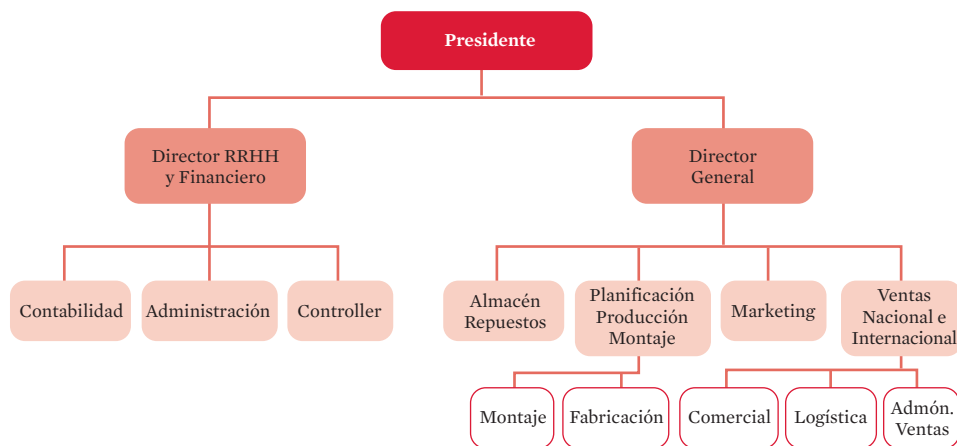 Presidente
Director RRHH
y Financiero
Director
General
Contabilidad
Administración
Controller
Almacén
Repuestos
Planificación
Producción
Montaje
Marketing
Ventas
Nacional e
Internacional
Montaje
Fabricación
Comercial
Logística
Admón.
Ventas